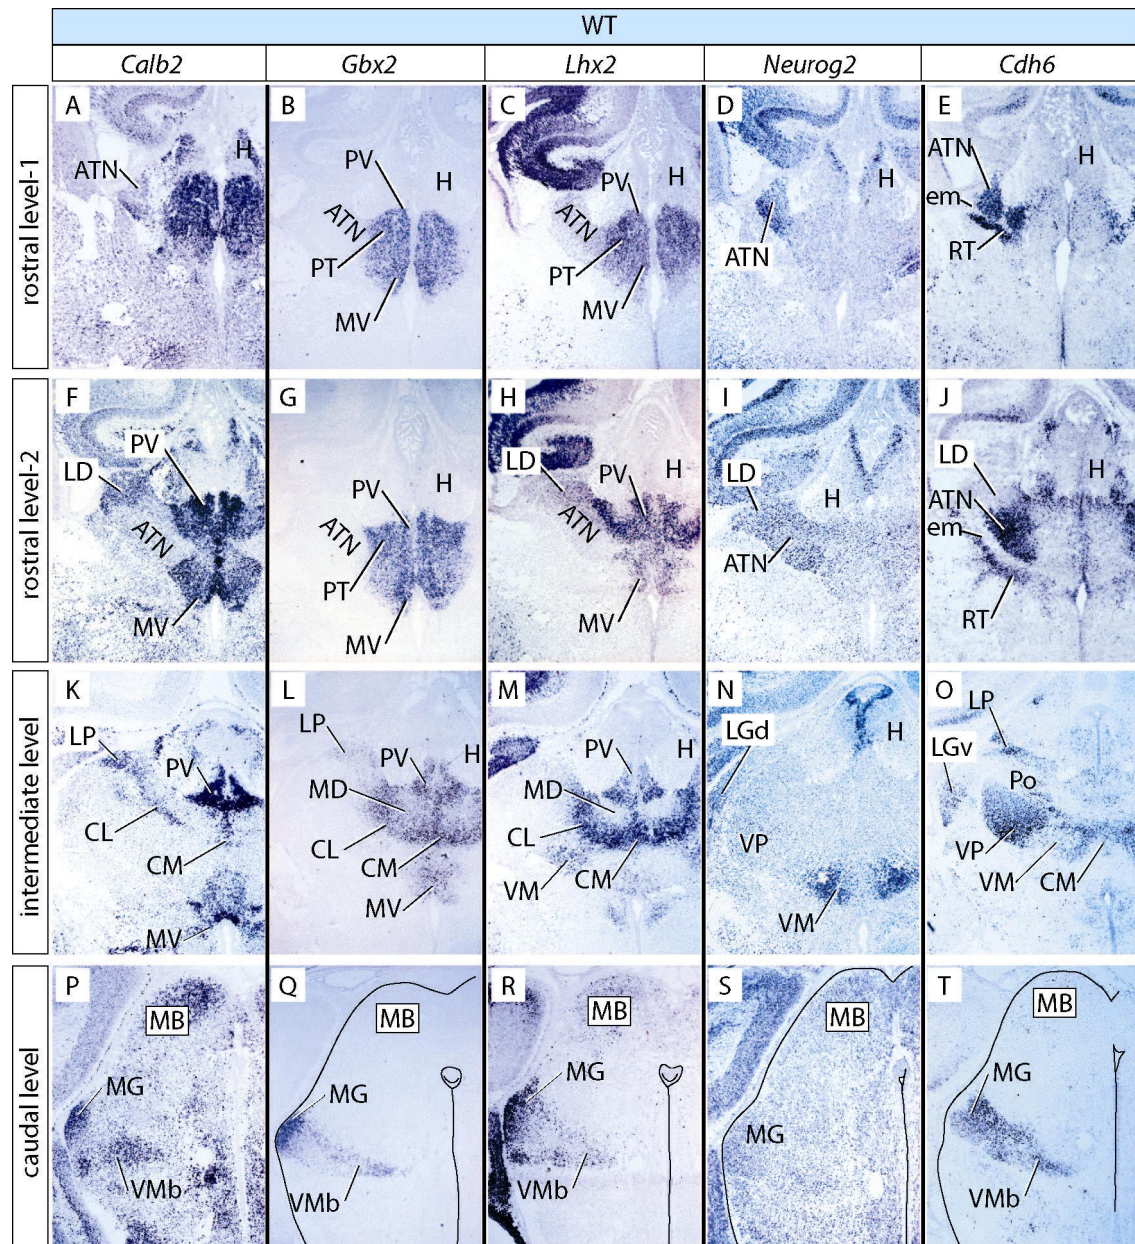 WT
Calb2 Gbx2 Lhx2 Neurog2 Cdh6
rostral level-1
A
ATN
H
B
PV
H
ATN
PT
MV
C
PV
H
ATN
PT
MV
D
H
ATN
E
ATN
H
em
RT
rostral level-2
F
PV
LD
ATN
MV
G
H
PV
ATN
PT
MV
H
LD
PV
H
ATN
MV
I
LD
H
ATN
J
LD
H
ATN
em
RT
intermediate level
K
LP
PV
CL
CM
MV
L
LP
PV
H
MD
CL
CM
MV
M
PV
H
MD
CL
VM
CM
N
LGd
H
VP
VM
O
LP
LGv
Po
VP
VM
CM
caudal level
P
MB
MG
VMb
Q
MB
MG
VMb
R
MB
MG
VMb
S
MB
MG
T
MB
MG
VMb